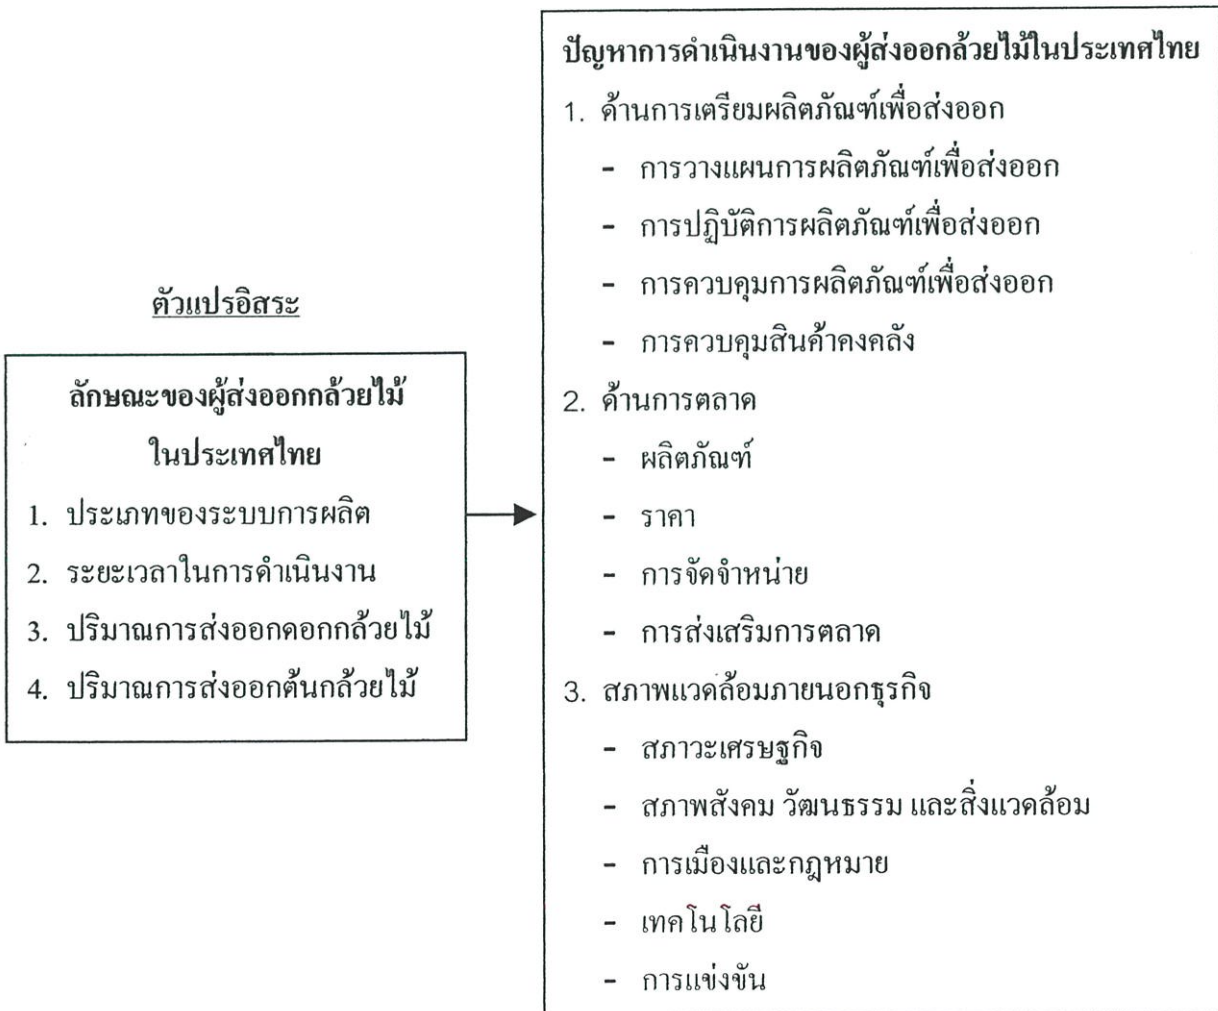 ตัวแปรอิสระ
ลักษณะของผู้ส่งออกกล้วยไม้
ในประเทศไทย
1. ประเภทของระบบการผลิต
2. ระยะเวลาในการดำเนินงาน
3. ปริมาณการส่งออกดอกกล้วยไม้
4. ปริมาณการส่งออกต้นกล้วยไม้
ปัญหาการดำเนินงานของผู้ส่งออกล้วยไม้ในประเทศไทย
1. ด้านการเตรียมผลิตภัณฑ์เพื่อส่งออก
- การวางแผนการผลิตภัณฑ์เพื่อส่งออก
- การปฏิบัติการผลิตภัณฑ์เพื่อส่งออก
- การควบคุมการผลิตภัณฑ์เพื่อส่งออก
- การควบคุมสินค้าคงคลัง
2. ด้านการตลาด
- ผลิตภัณฑ์
- ราคา
- การจัดจำหน่าย
- การส่งเสริมการตลาด
3. สภาพแวดล้อมภายนอกธุรกิจ
- สภาวะเศรษฐกิจ
- สภาพสังคม วัฒนธรรม และสิ่งแวดล้อม
- การเมืองและกฎหมาย
- เทคโนโลยี
- การแข่งขัน